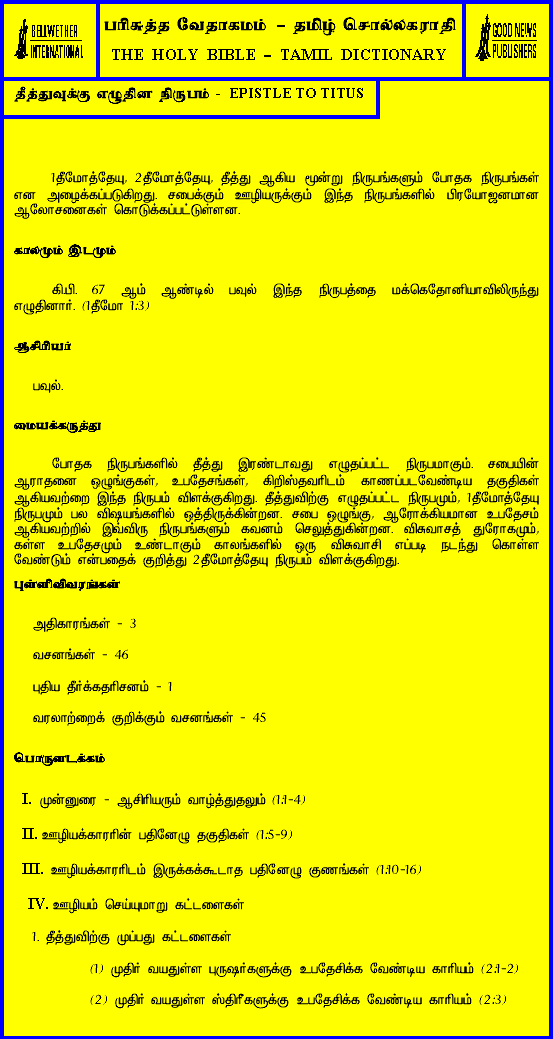 BELLWETHER
INTERNATIONAL
பரிசுத்த வேதாகமம் – தமிழ் சொல்லகராதி
THE HOLY BIBLE – TAMIL DICTIONARY
GOOD NEWS
PUBLISHERS
தீத்துவுக்கு எழுதின நிருபம் - EPISTLE TO TITUS
1தீமோத்தேயு, 2தீமோத்தேயு, தீத்து ஆகிய மூன்று நிருபங்களும் போதக நிருபங்கள்
என அழைக்கப்படுகிறது. சபைக்கும் ஊழியருக்கும் இந்த நிருபங்களில் பிரயோஜனமான
ஆலோசனைகள் கொடுக்கப்பட்டுள்ளன.
காலமும் இடமும்
கி.பி. 67 ஆம் ஆண்டில் பவுல் இந்த நிருபத்தை மக்கெதோனியாவிலிருந்து
எழுதினார். (1தீமோ 1:3)
ஆசிரியர்
பவுல்.
மையக்கருத்து
போதக நிருபங்களில் தீத்து இரண்டாவது எழுதப்பட்ட நிருபமாகும். சபையின்
ஆராதனை ஒழுங்குகள், உபதேசங்கள், கிறிஸ்தவரிடம் காணப்படவேண்டிய தகுதிகள்
ஆகியவற்றை இந்த நிருபம் விளக்குகிறது. தீத்துவிற்கு எழுதப்பட்ட நிருபமும், 1தீமோத்தேயு
நிருபமும் பல விஷயங்களில் ஒத்திருக்கின்றன. சபை ஒழுங்கு, ஆரோக்கியமான உபதேசம்
ஆகியவற்றில் இவ்விரு நிருபங்களும் கவனம் செலுத்துகின்றன. விசுவாசத் துரோகமும்,
கள்ள உபதேசமும் உண்டாகும் காலங்களில் ஒரு விசுவாசி எப்படி நடந்து கொள்ள
வேண்டும் என்பதைக் குறித்து 2தீமோத்தேயு நிருபம் விளக்குகிறது.
புள்ளிவிவரங்கள்
அதிகாரங்கள் - 3
வசனங்கள் - 46
புதிய தீர்க்கதரிசனம் - 1
வரலாற்றைக் குறிக்கும் வசனங்கள் - 45
பொருளடக்கம்
I. முன்னுரை - ஆசிரியரும் வாழ்த்துதலும் (1:1-4)
II. ஊழியக்காரரின் பதினேழு தகுதிகள் (1:5-9)
III. ஊழியக்காரரிடம் இருக்கக்கூடாத பதினேழு குணங்கள் (1:10-16)
IV. ஊழியம் செய்யுமாறு கட்டளைகள்
1. தீத்துவிற்கு முப்பது கட்டளைகள்
(1) முதிர் வயதுள்ள புருஷர்களுக்கு உபதேசிக்க வேண்டிய காரியம் (2:1-2)
(2) முதிர் வயதுள்ள ஸ்திரீகளுக்கு உபதேசிக்க வேண்டிய காரியம் (2:3)